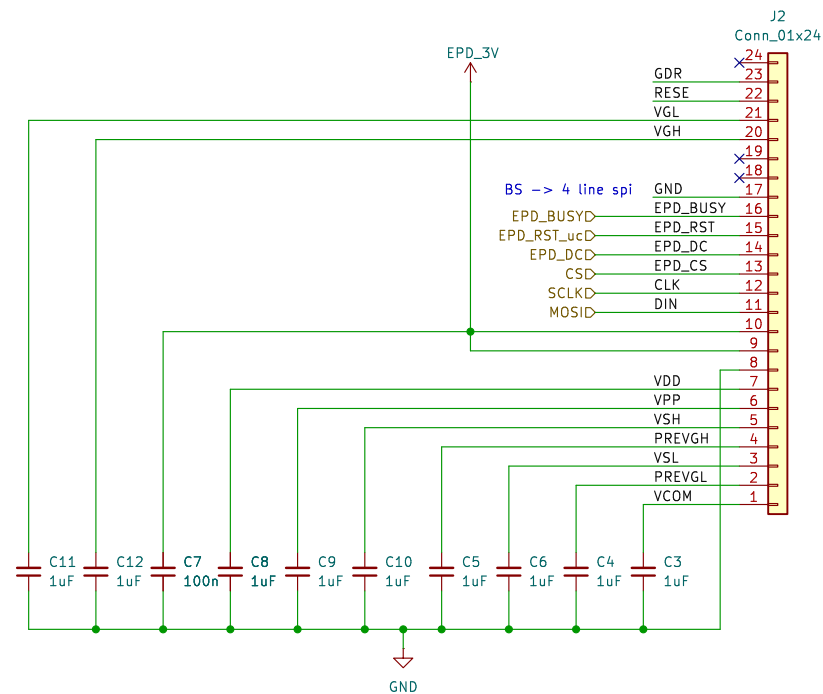 J2
Conn_01x24
EPD_3V
24
GDR 23
RESE 22
VGL 21
VGH 20
19
18
BS -> 4 line spi
GND 17
EPD_BUSY EPD_BUSY 16
EPD_RST_uc EPD_RST 15
EPD_DC EPD_DC 14
CS EPD_CS 13
SCLK CLK 12
MOSI DIN 11
10
9
8
VDD 7
VPP 6
VSH 5
PREVGH 4
VSL 3
PREVGL 2
VCOM 1
C11 C12 C7 C8 C9 C10 C5 C6 C4 C3
1uF 1uF 100n 1uF 1uF 1uF 1uF 1uF 1uF 1uF
GND